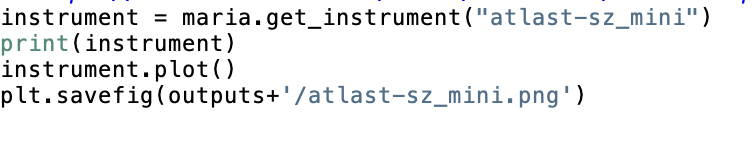 instrument = maria.get_instrument("atlast-sz_mini")
print(instrument)
instrument.plot()
plt.savefig(outputs+'/atlast-sz_mini.png')